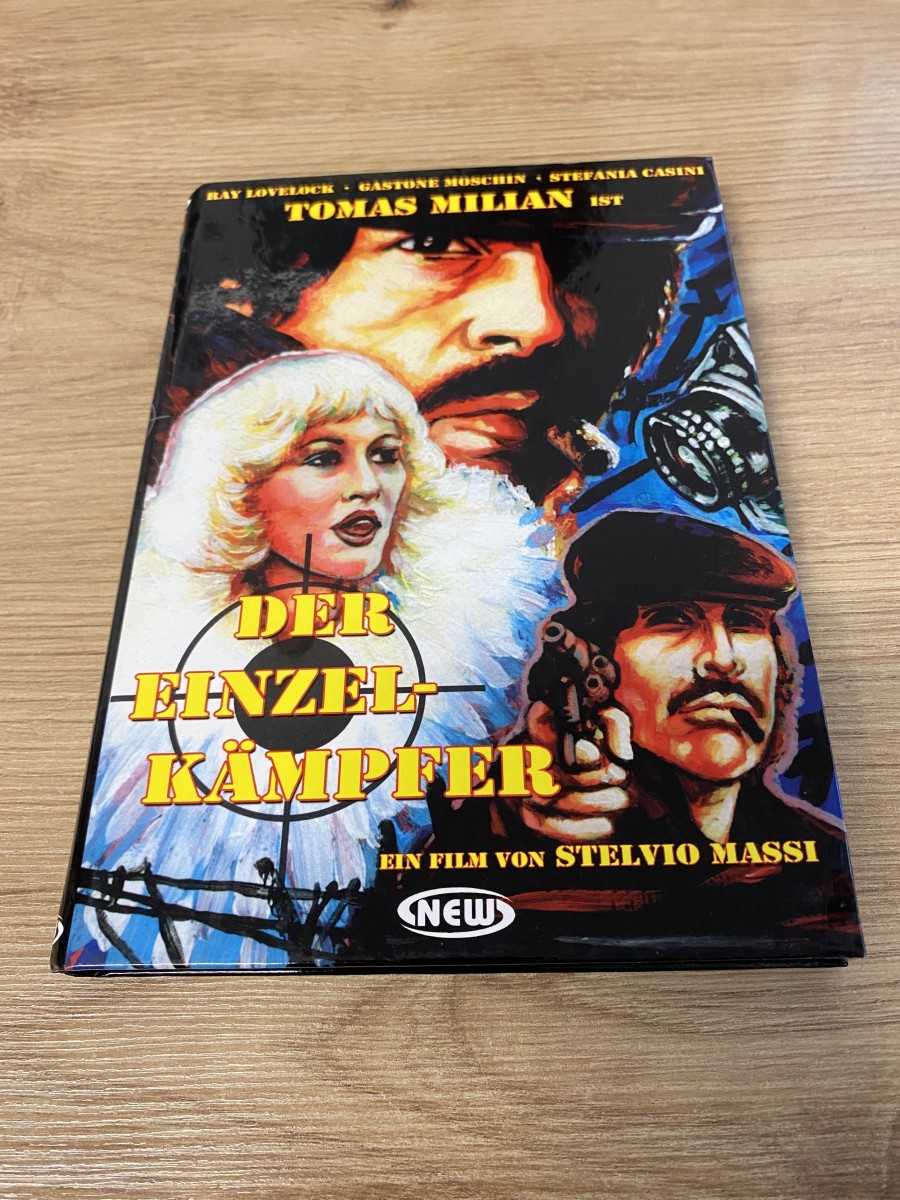 RAY LOVELOCK • GASTONE MOSCHIN • STEFANIA CASINI
TOMAS MILIAN IST
DER
EINZEL-
KÄMPFER
EIN FILM VON STELVIO MASSI
NEW